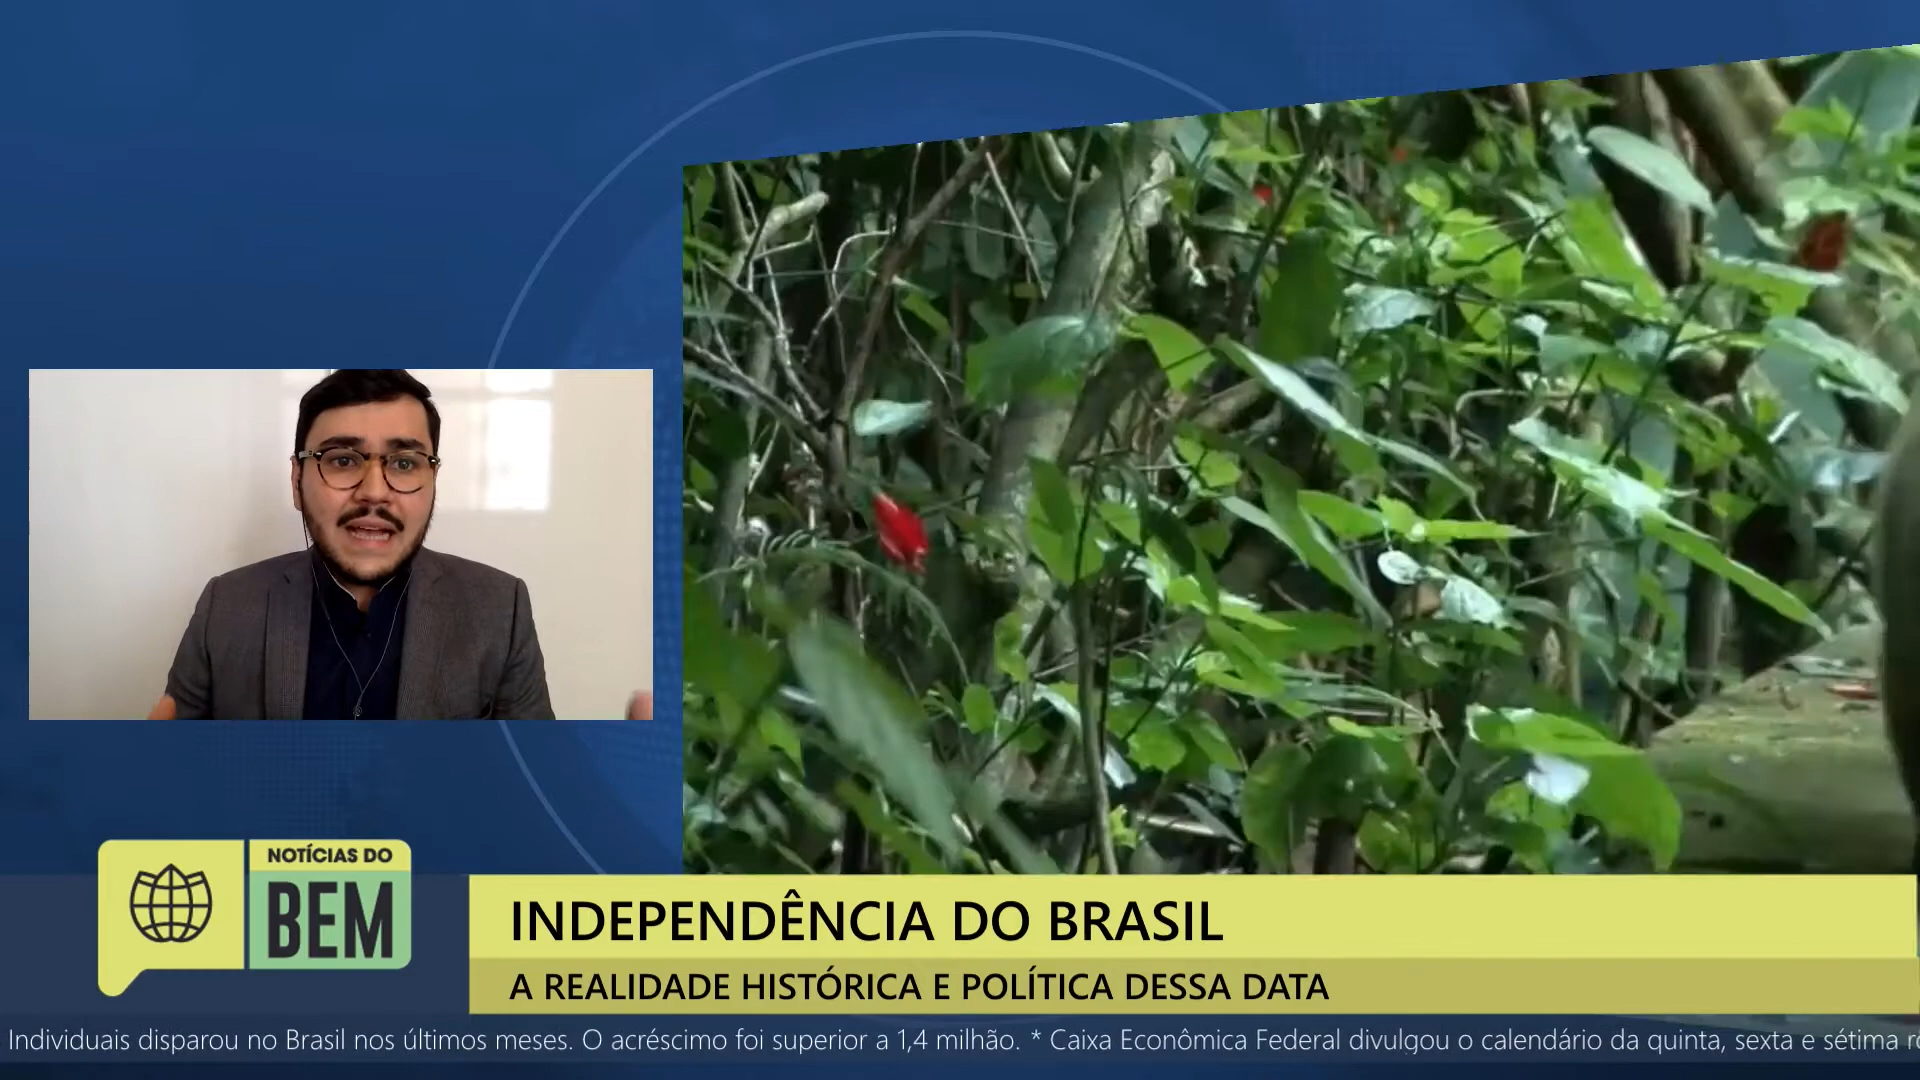 NOTÍCIAS DO
BEM
INDEPENDÊNCIA DO BRASIL
A REALIDADE HISTÓRICA E POLÍTICA DESSA DATA
Individuais disparou no Brasil nos últimos meses. O acréscimo foi superior a 1,4 milhão. * Caixa Econômica Federal divulgou o calendário da quinta, sexta e sétima